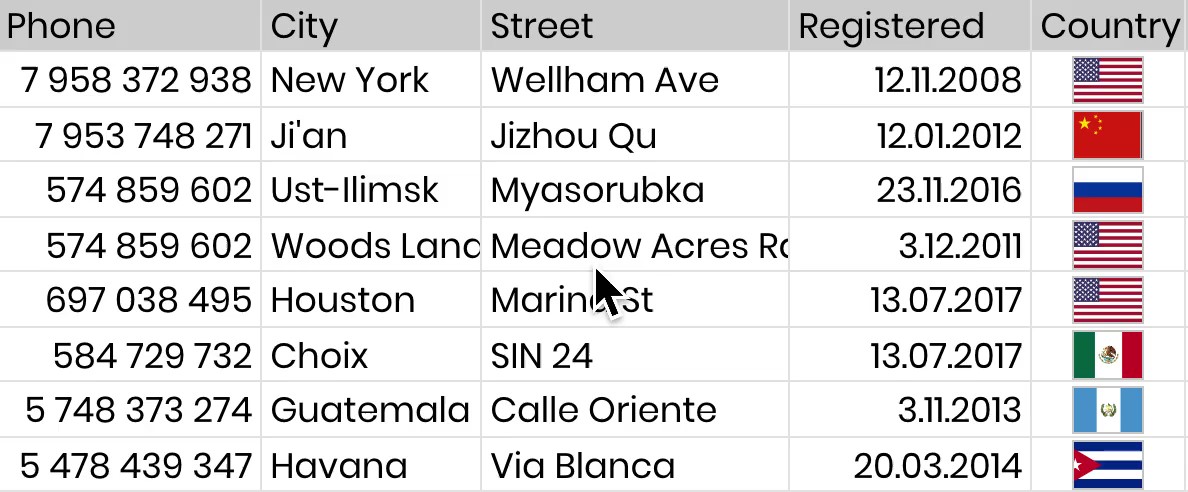 Phone City Street Registered Country
7 958 372 938 New York Wellham Ave 12.11.2008
7 953 748 271 Ji'an Jizhou Qu 12.01.2012
574 859 602 Ust-Ilimsk Myasorubka 23.11.2016
574 859 602 Woods Meadow Acres 3.12.2011
697 038 495 Houston St 13.07.2017
584 729 732 Choix SIN 24 13.07.2017
5 748 373 274 Guatemala Calle Oriente 3.11.2013
5 478 439 347 Havana Via Blanca 20.03.2014